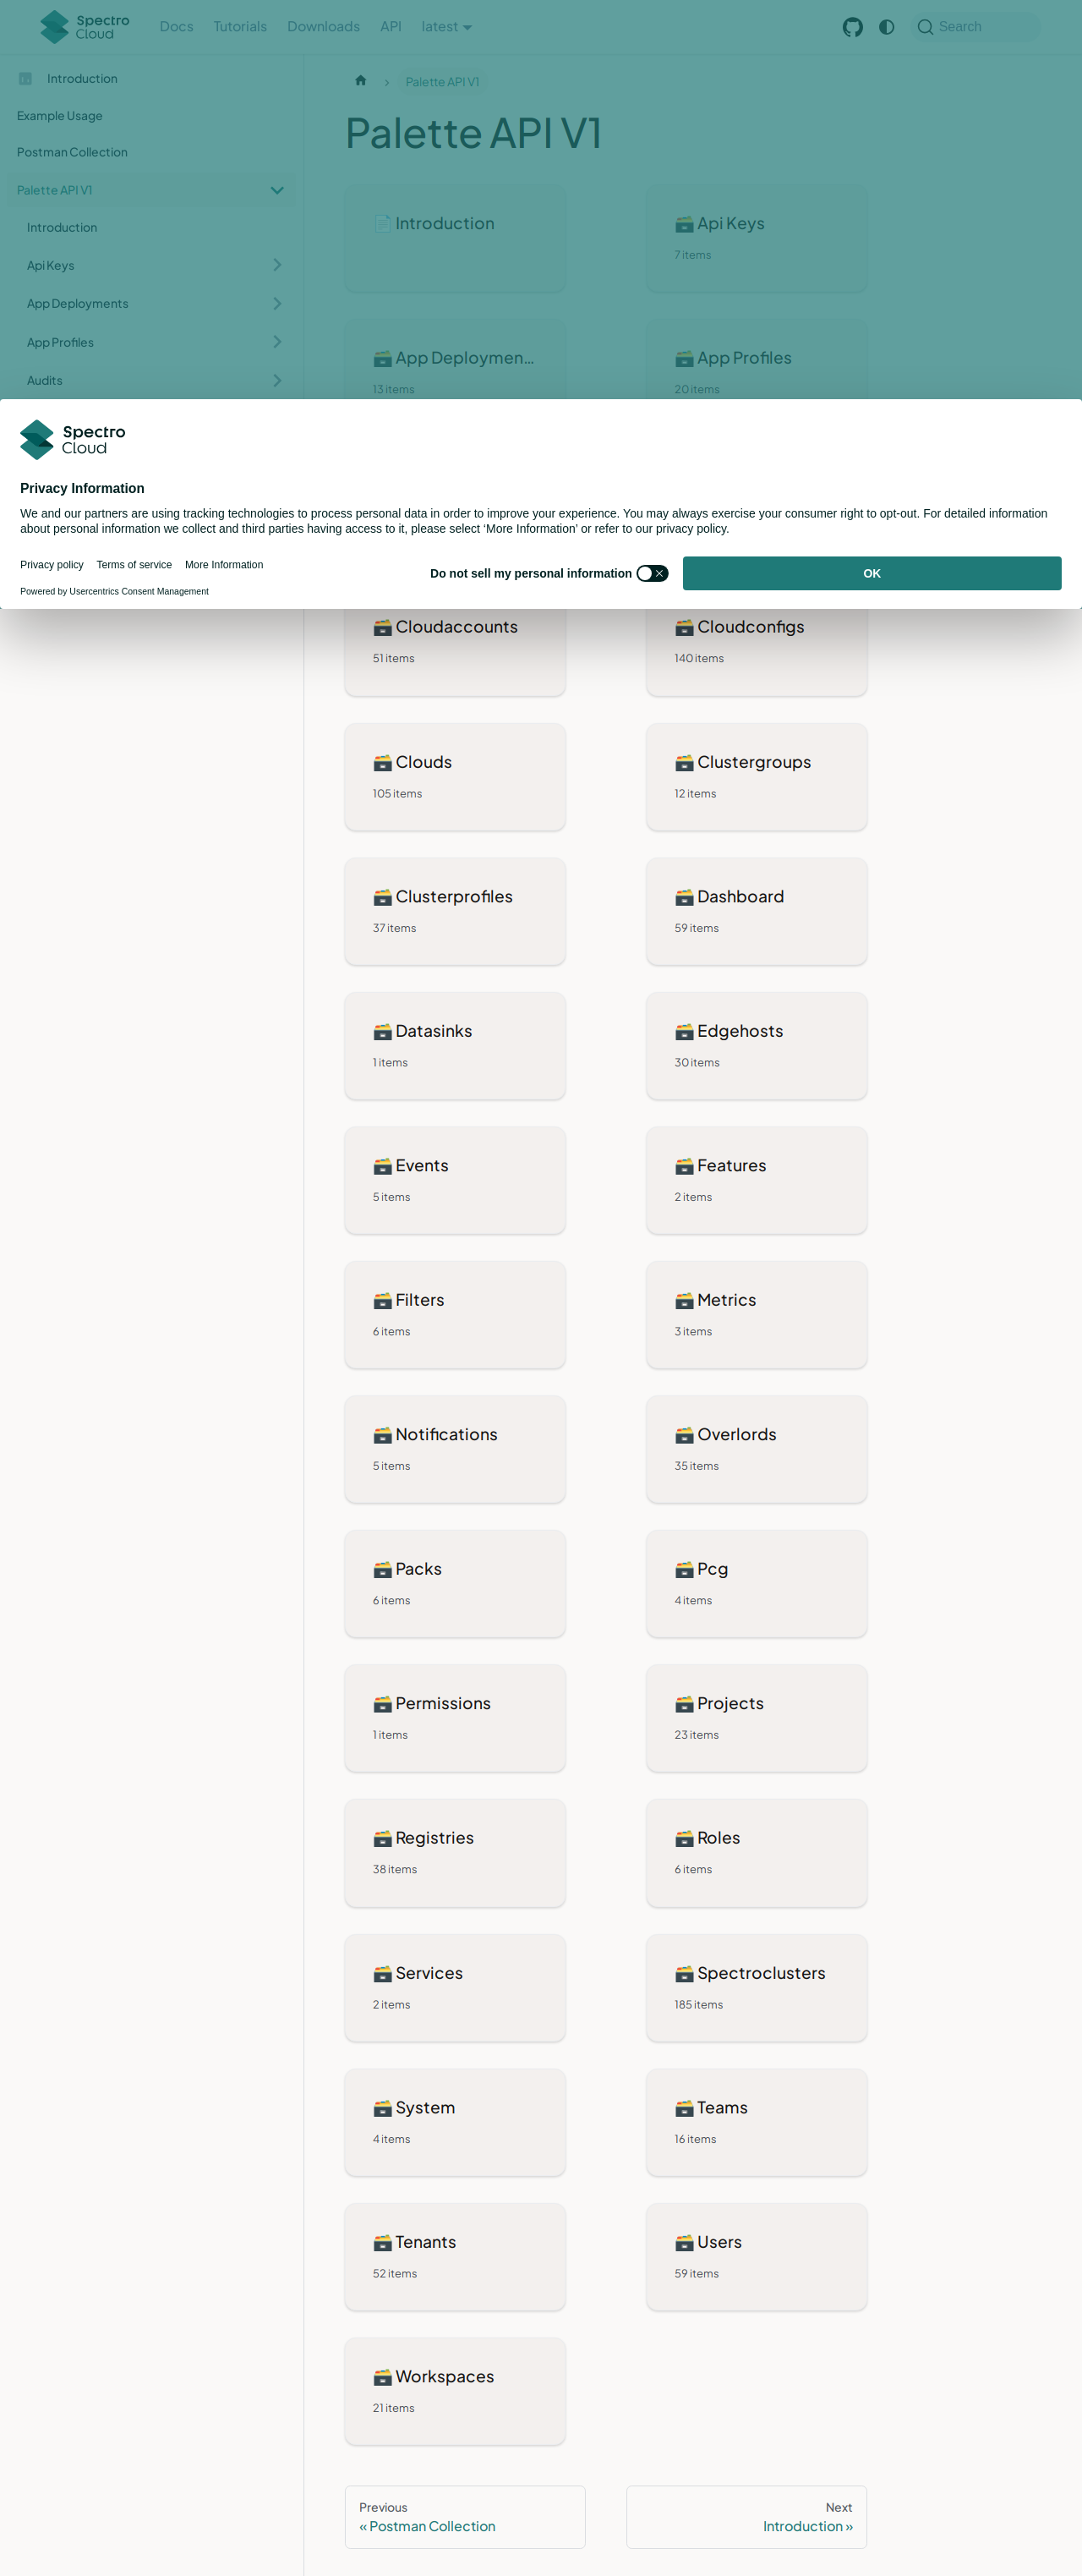 Spectro
Cloud
Docs
Tutorials
Downloads
API
latest
Search
Introduction
Example Usage
Postman Collection
Palette API V1
Introduction
Api Keys
App Deployments
App Profiles
Audits
Palette API V1
Palette API V1
Introduction
Api Keys
7 items
App Deploymen...
13 items
App Profiles
20 items
Spectro
Cloud
Privacy Information
We and our partners are using tracking technologies to process personal data in order to improve your experience. You may always exercise your consumer right to opt-out. For detailed information
about personal information we collect and third parties having access to it, please select ‘More Information’ or refer to our privacy policy.
Privacy policy
Terms of service
More Information
Powered by Usercentrics Consent Management
Do not sell my personal information
OK
Cloudaccounts
51 items
Cloudconfigs
140 items
Clouds
105 items
Clustergroups
12 items
Clusterprofiles
37 items
Dashboard
59 items
Datasinks
1 items
Edgehosts
30 items
Events
5 items
Features
2 items
Filters
6 items
Metrics
3 items
Notifications
5 items
Overlords
35 items
Packs
6 items
Pcg
4 items
Permissions
1 items
Projects
23 items
Registries
38 items
Roles
6 items
Services
2 items
Spectroclusters
185 items
System
4 items
Teams
16 items
Tenants
52 items
Users
59 items
Workspaces
21 items
Previous
« Postman Collection
Next
Introduction »